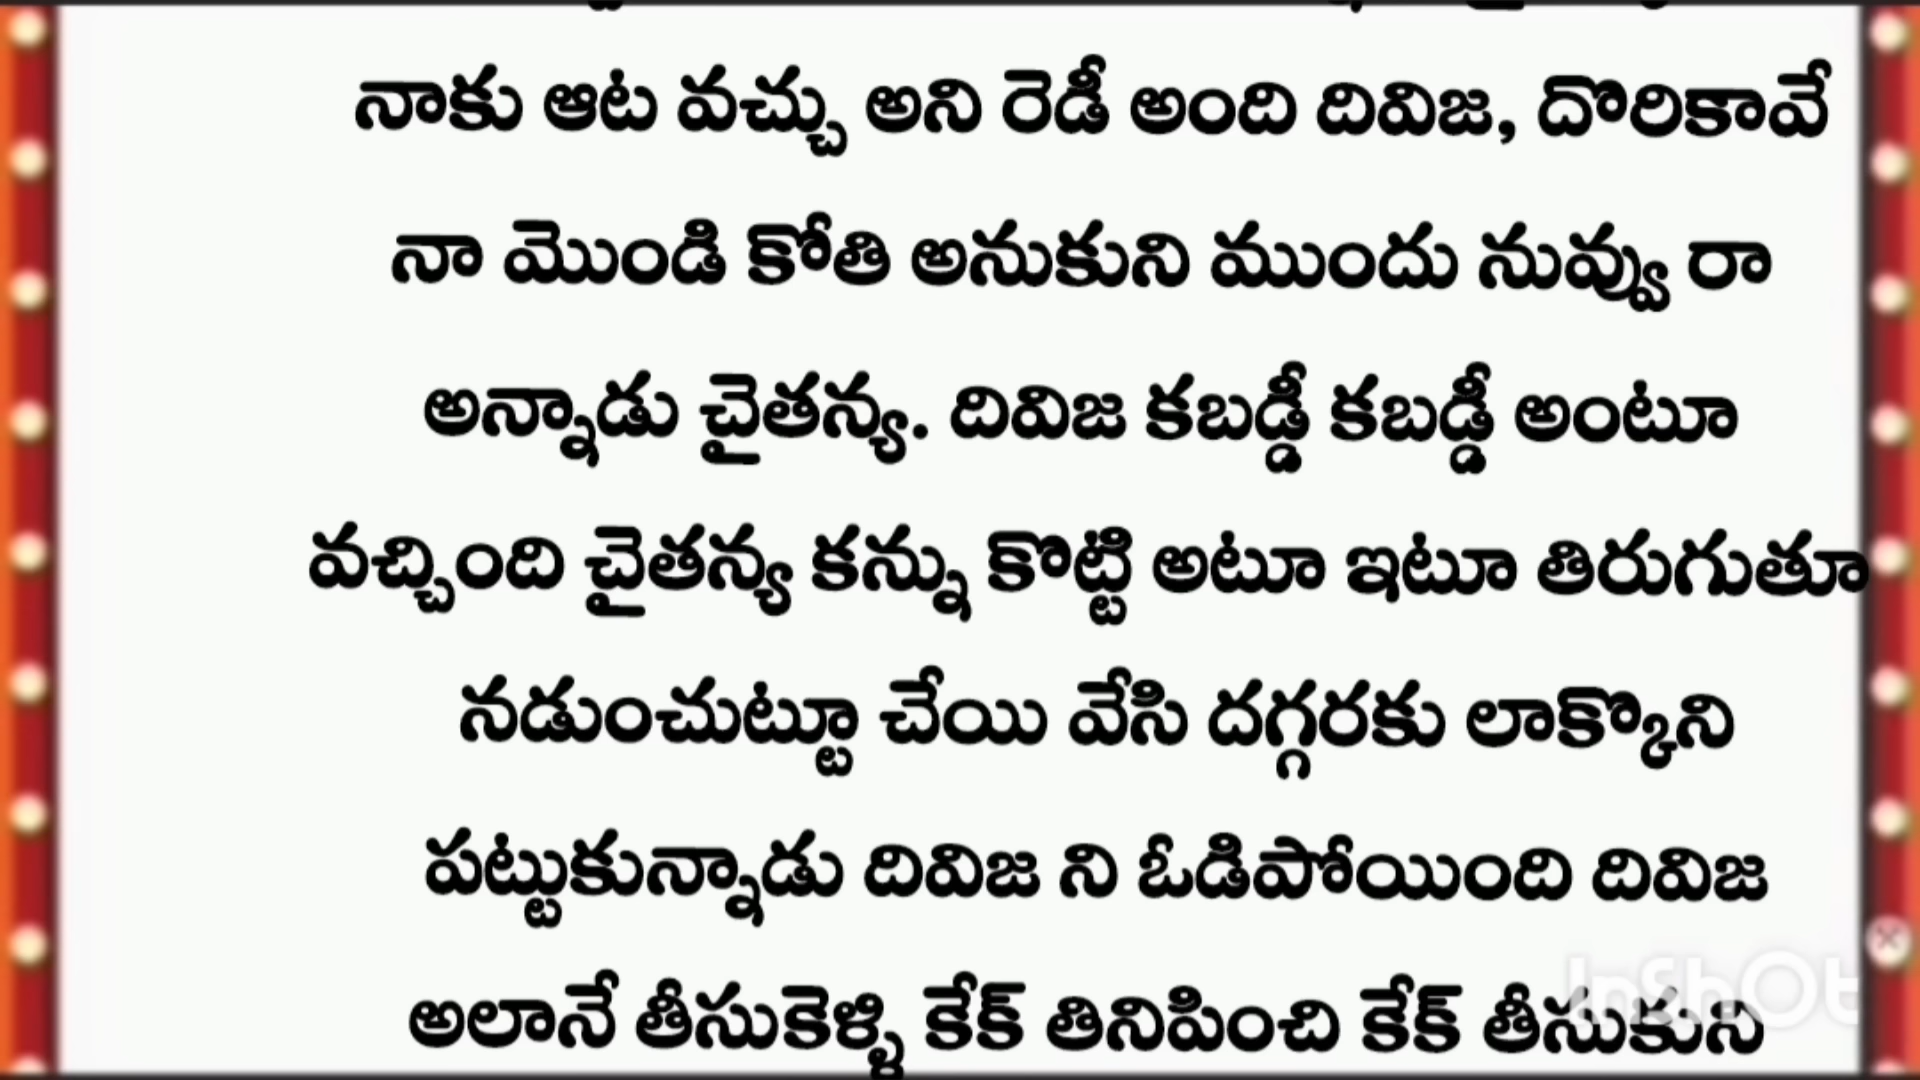 నాకు ఆట వచ్చు అని రెడీ అంది దివిజ, దొరికావే
నా మొండి కోతి అనుకుని ముందు నువ్వు రా
అన్నాడు చైతన్య. దివిజ కబడ్డీ కబడ్డీ అంటూ
వచ్చింది చైతన్య కన్ను కొట్టి అటూ ఇటూ తిరుగుతూ
నడుంచుట్టూ చేయి వేసి దగ్గరకు లాక్కొని
పట్టుకున్నాడు దివిజ ని ఓడిపోయింది దివిజ
అలానే తీసుకెళ్ళి కేక్ తినిపించి కేక్ తీసుకుని
InShOt